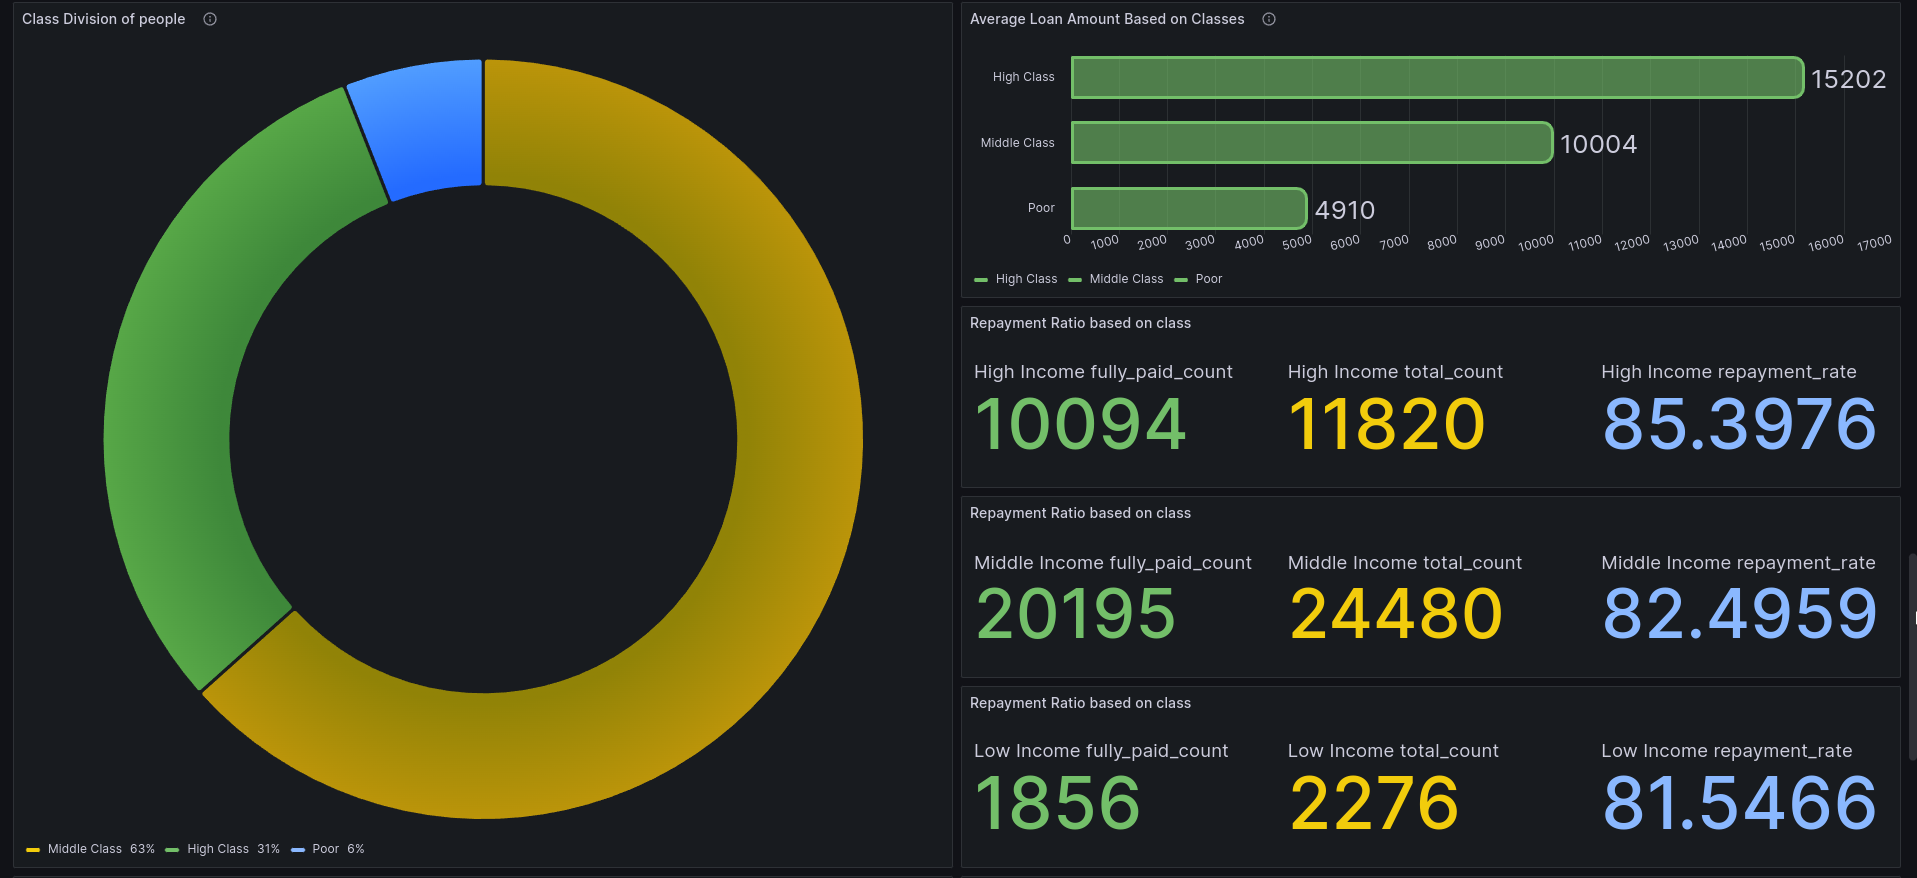 Class Division of people
Middle Class 63% High Class 31% Poor 6%
Average Loan Amount Based on Classes
High Class 15202
Middle Class 10004
Poor 4910
0 1000 2000 3000 4000 5000 6000 7000 8000 9000 10000 11000 12000 13000 14000 15000 16000 17000
High Class Middle Class Poor
Repayment Ratio based on class
High Income fully_paid_count High Income total_count High Income repayment_rate
10094 11820 85.3976
Repayment Ratio based on class
Middle Income fully_paid_count Middle Income total_count Middle Income repayment_rate
20195 24480 82.4959
Repayment Ratio based on class
Low Income fully_paid_count Low Income total_count Low Income repayment_rate
1856 2276 81.5466